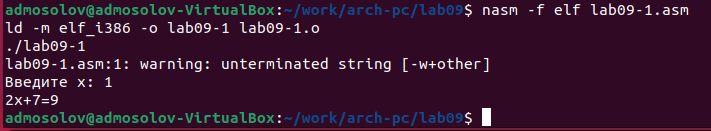 admosolov@admosolov-VirtualBox:~/work/arch-pc/lab09$ nasm -f elf lab09-1.asm
ld -m elf_i386 -o lab09-1 lab09-1.o
./lab09-1
lab09-1.asm:1: warning: unterminated string [-w+other]
Введите x: 1
2x+7=9
admosolov@admosolov-VirtualBox:~/work/arch-pc/lab09$